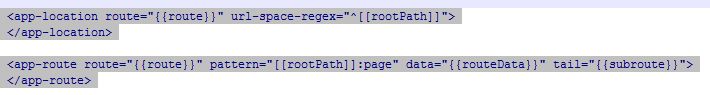 <app-location route="{{route}}" url-space-regex="^[[rootPath]]">
</app-location>
<app-route route="{{route}}" pattern="[[rootPath]]:page" data="{{routeData}}" tail="{{subroute}}">
</app-route>